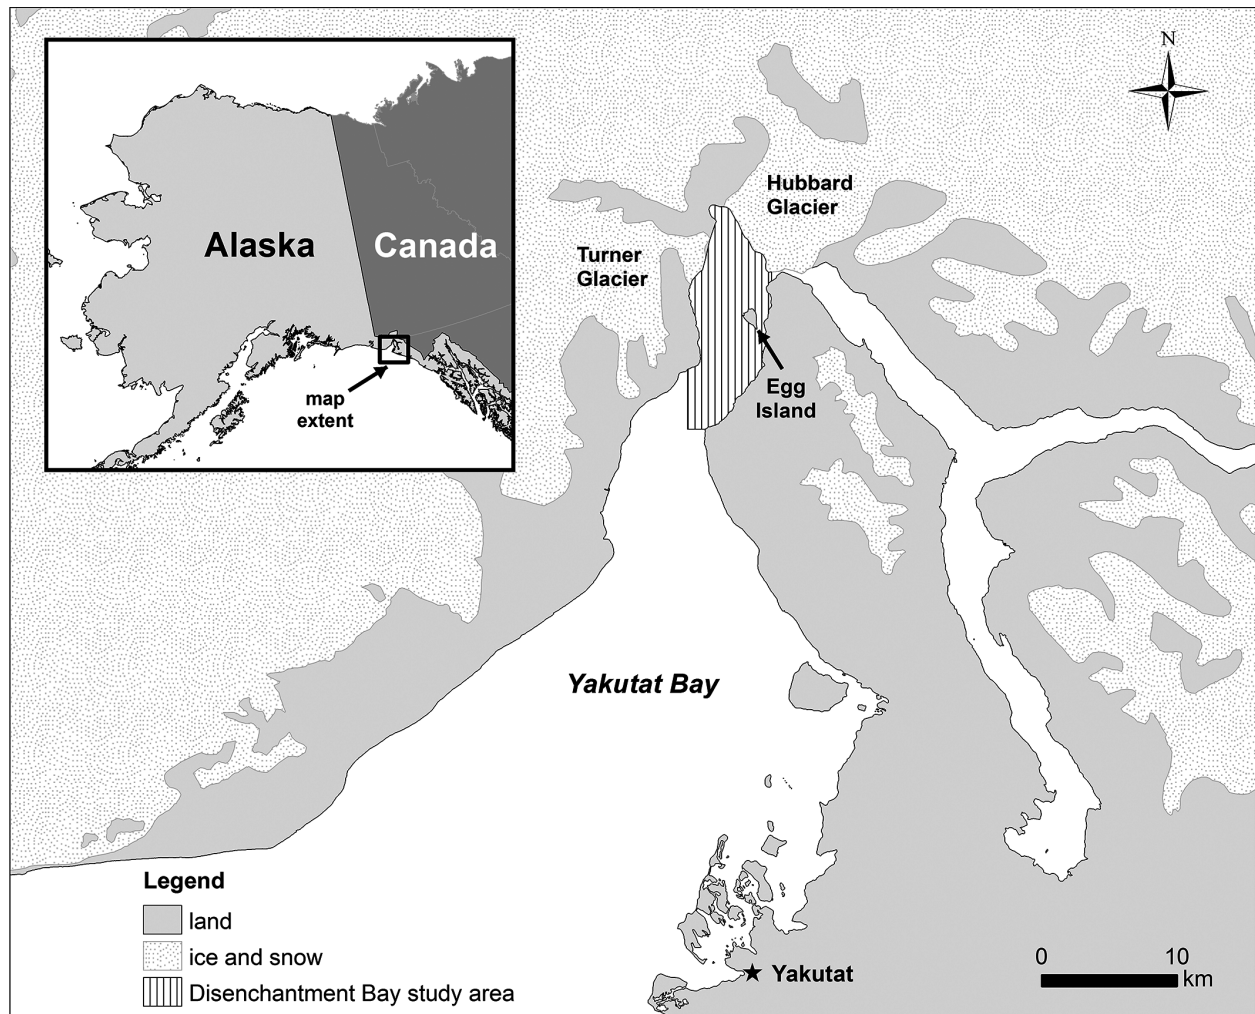 N
Alaska
Canada
map
extent
Hubbard
Glacier
Turner
Glacier
Egg
Island
Yakutat Bay
Legend
land
ice and snow
Disenchantment Bay study area
Yakutat
0 10
km